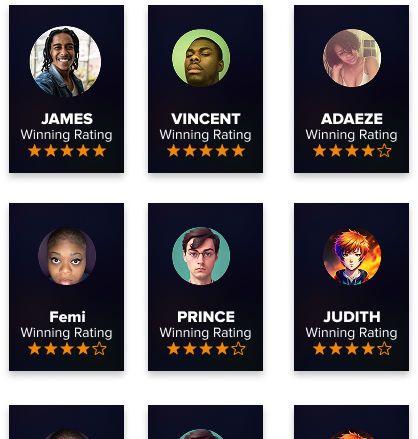 JAMES
Winning Rating
VINCENT
Winning Rating
ADAEZE
Winning Rating
Femi
Winning Rating
PRINCE
Winning Rating
JUDITH
Winning Rating